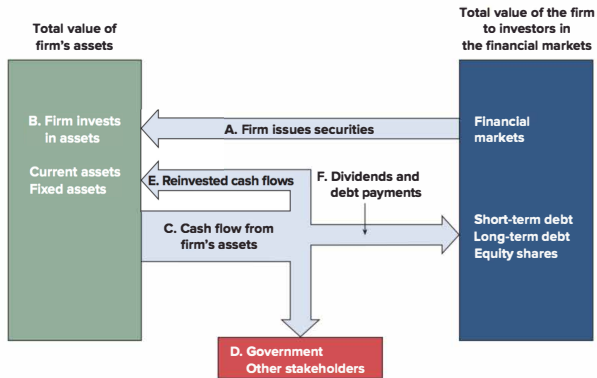 Total value of
firm's assets
Total value of the firm
to investors in
the financial markets
B. Firm invests
in assets
A. Firm issues securities
Financial
markets
Current assets
Fixed assets
E. Reinvested cash flows
F. Dividends and
debt payments
C. Cash flow from
firm's assets
Short-term debt
Long-term debt
Equity shares
D. Government
Other stakeholders